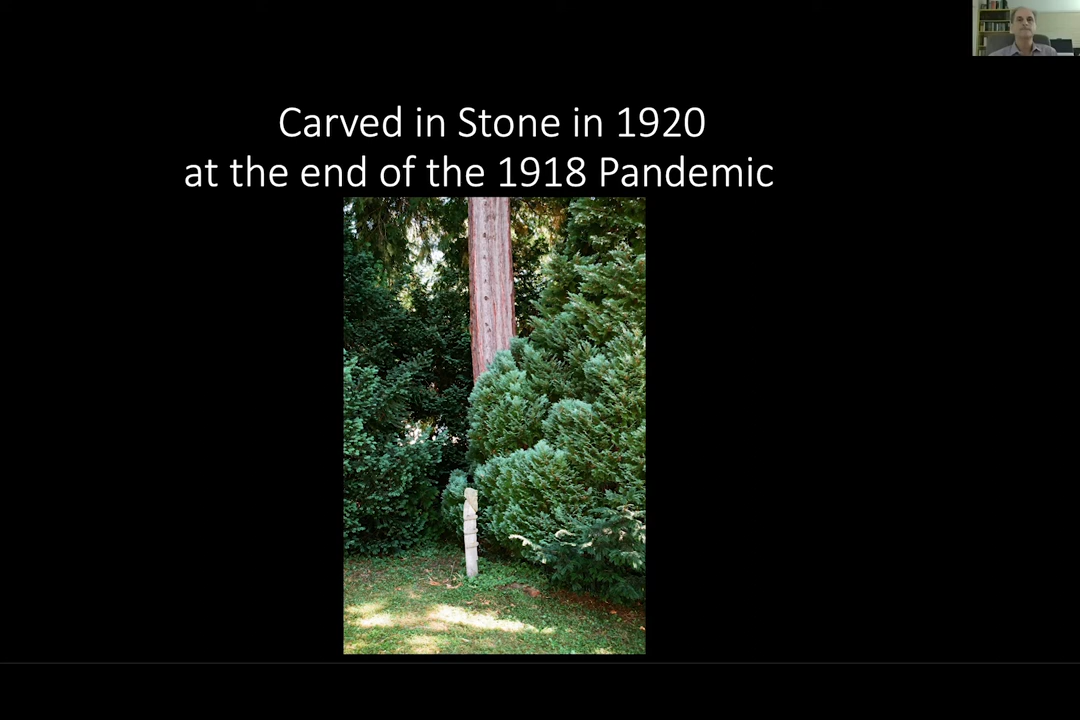 Carved in Stone in 1920
at the end of the 1918 Pandemic